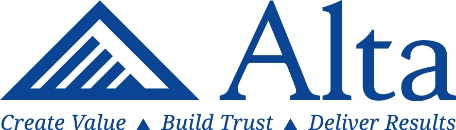 Alta
Create Value ▲ Build Trust ▲ Deliver Results